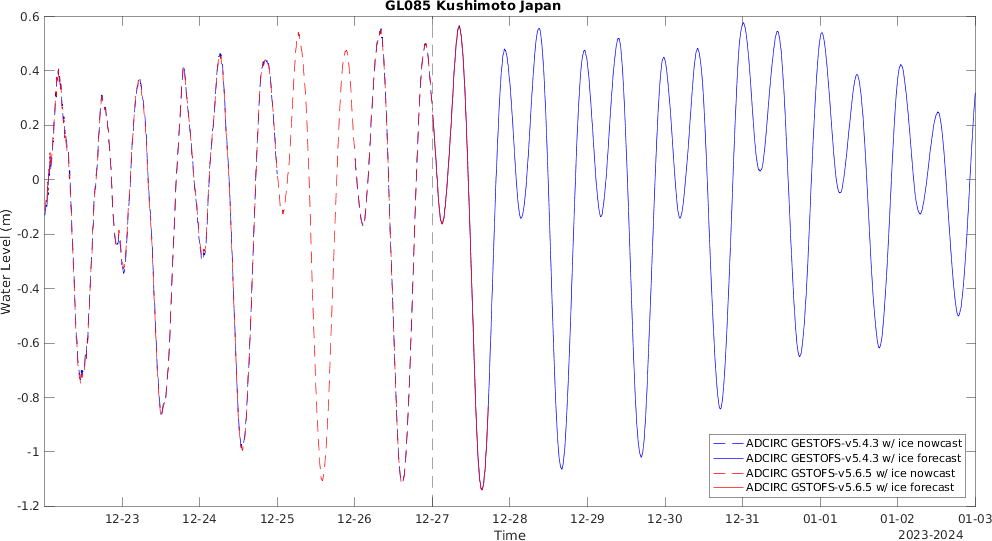 GL085 Kushimoto Japan
0.6
0.4
0.2
0
-0.2
-0.4
-0.6
-0.8
-1
-1.2
Water Level (m)
ADCIRC GESTOFS-v5.4.3 w/ ice nowcast
ADCIRC GESTOFS-v5.4.3 w/ ice forecast
ADCIRC GSTOFS-v5.6.5 w/ ice nowcast
ADCIRC GSTOFS-v5.6.5 w/ ice forecast
12-23 12-24 12-25 12-26 12-27 12-28 12-29 12-30 12-31 01-01 01-02 01-03
Time
2023-2024